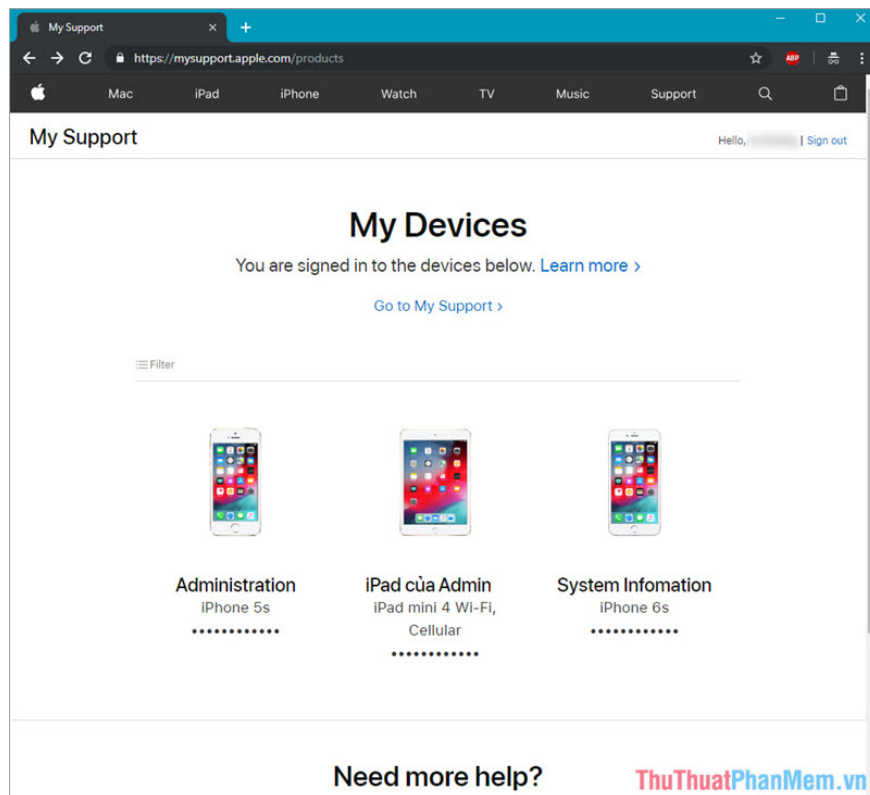 My Support
https://mysupport.apple.com/products
ABP
Mac iPad iPhone Watch TV Music Support
My Support
Hello, | Sign out
My Devices
You are signed in to the devices below. Learn more >
Go to My Support >
Filter
Administration
iPhone 5s
••••••••••••
iPad của Admin
iPad mini 4 Wi-Fi,
Cellular
••••••••••••
System Infomation
iPhone 6s
••••••••••••
Need more help?
ThuThuatPhanMem.vn